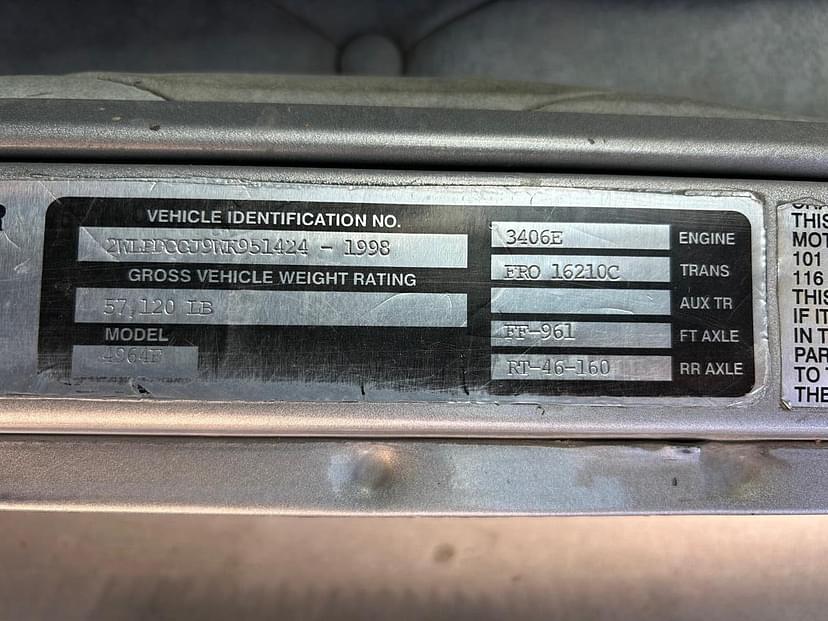 VEHICLE IDENTIFICATION NO.
2WLPDCCJ9WK951424 - 1998
GROSS VEHICLE WEIGHT RATING
57,120 LB
MODEL
4964F
3406E ENGINE
FRO 16210C TRANS
AUX TR
FF-961 FT AXLE
RT-46-160 RR AXLE
THIS
MOT
101
116
THIS
IF IT
IN T
PAR
TO T
THE